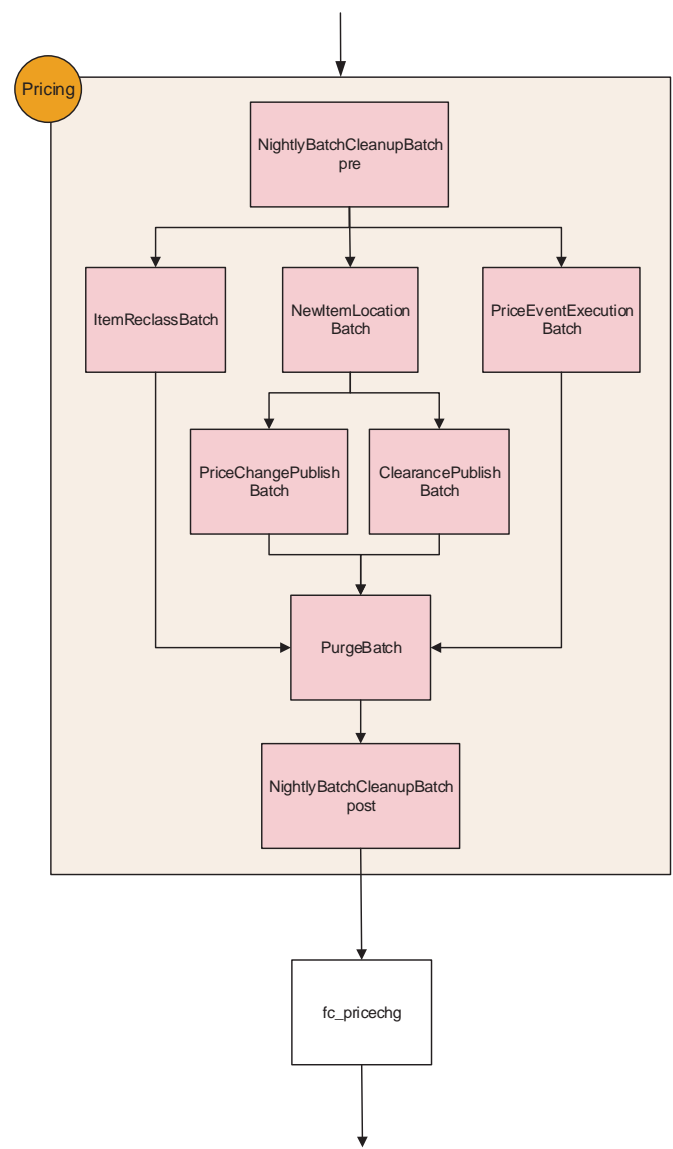 Pricing
NightlyBatchCleanupBatch
pre
ItemReclassBatch
NewItemLocation
Batch
PriceEventExecution
Batch
PriceChangePublish
Batch
ClearancePublish
Batch
PurgeBatch
NightlyBatchCleanupBatch
post
fc_pricechg